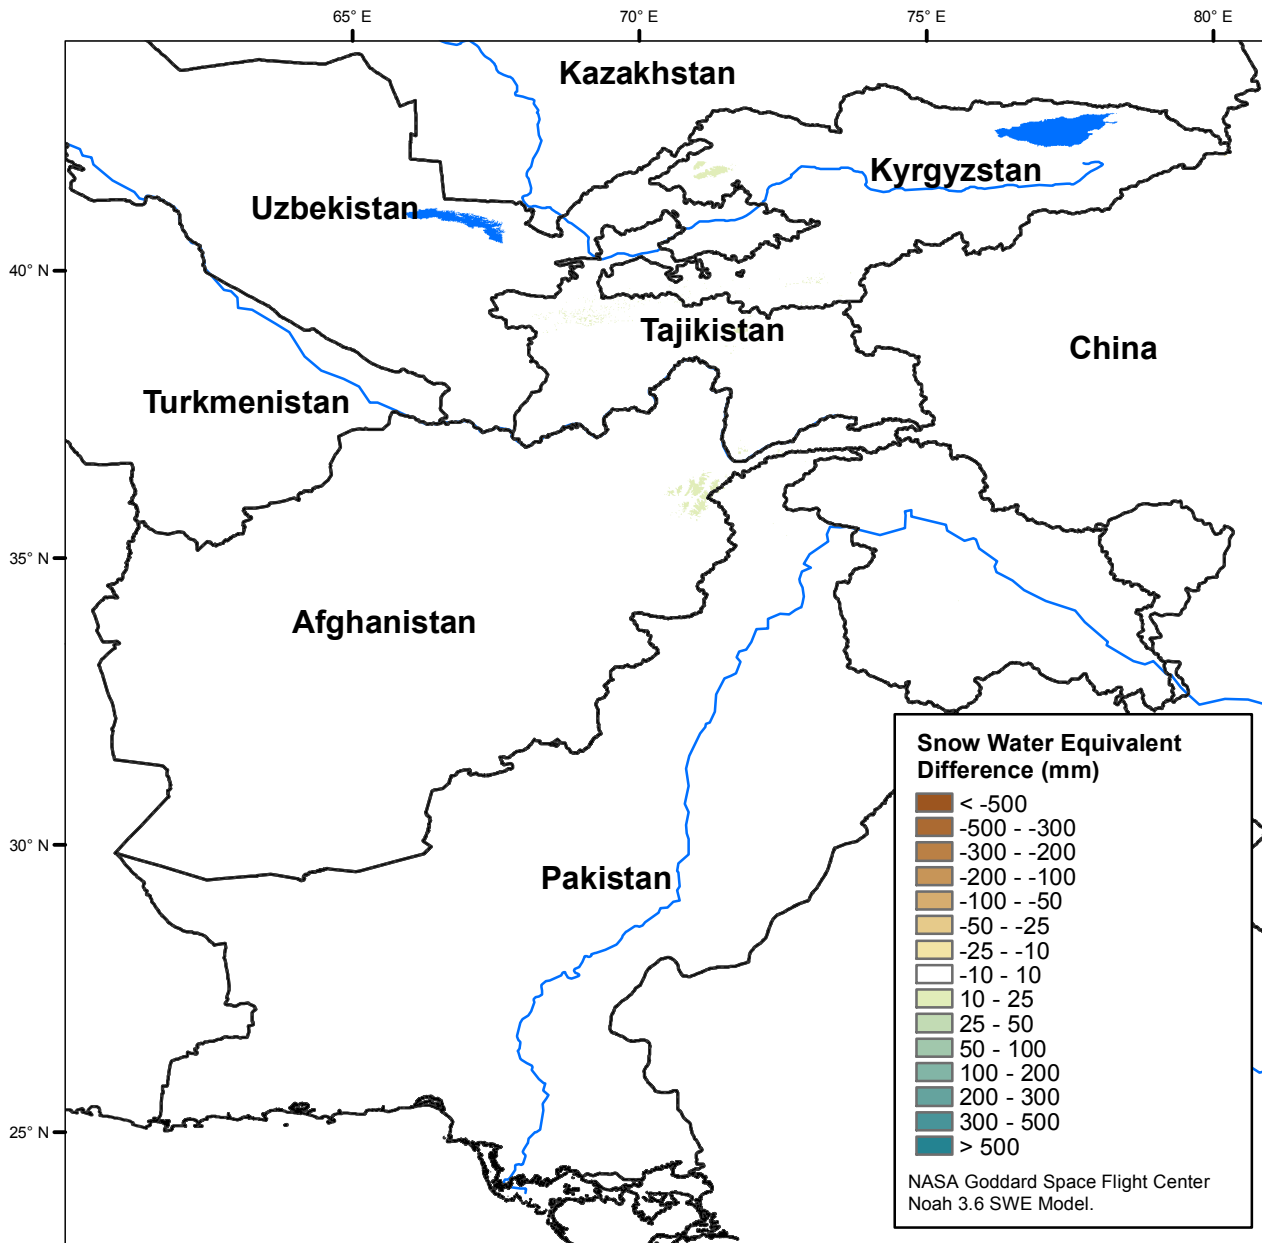 65° E
70° E
75° E
80° E
Kazakhstan
Kyrgyzstan
Uzbekistan
40° N
Tajikistan
China
Turkmenistan
35° N
Afghanistan
30° N
Pakistan
25° N
Snow Water Equivalent
Difference (mm)
< -500
-500 - -300
-300 - -200
-200 - -100
-100 - -50
-50 - -25
-25 - -10
-10 - 10
10 - 25
25 - 50
50 - 100
100 - 200
200 - 300
300 - 500
> 500
NASA Goddard Space Flight Center
Noah 3.6 SWE Model.